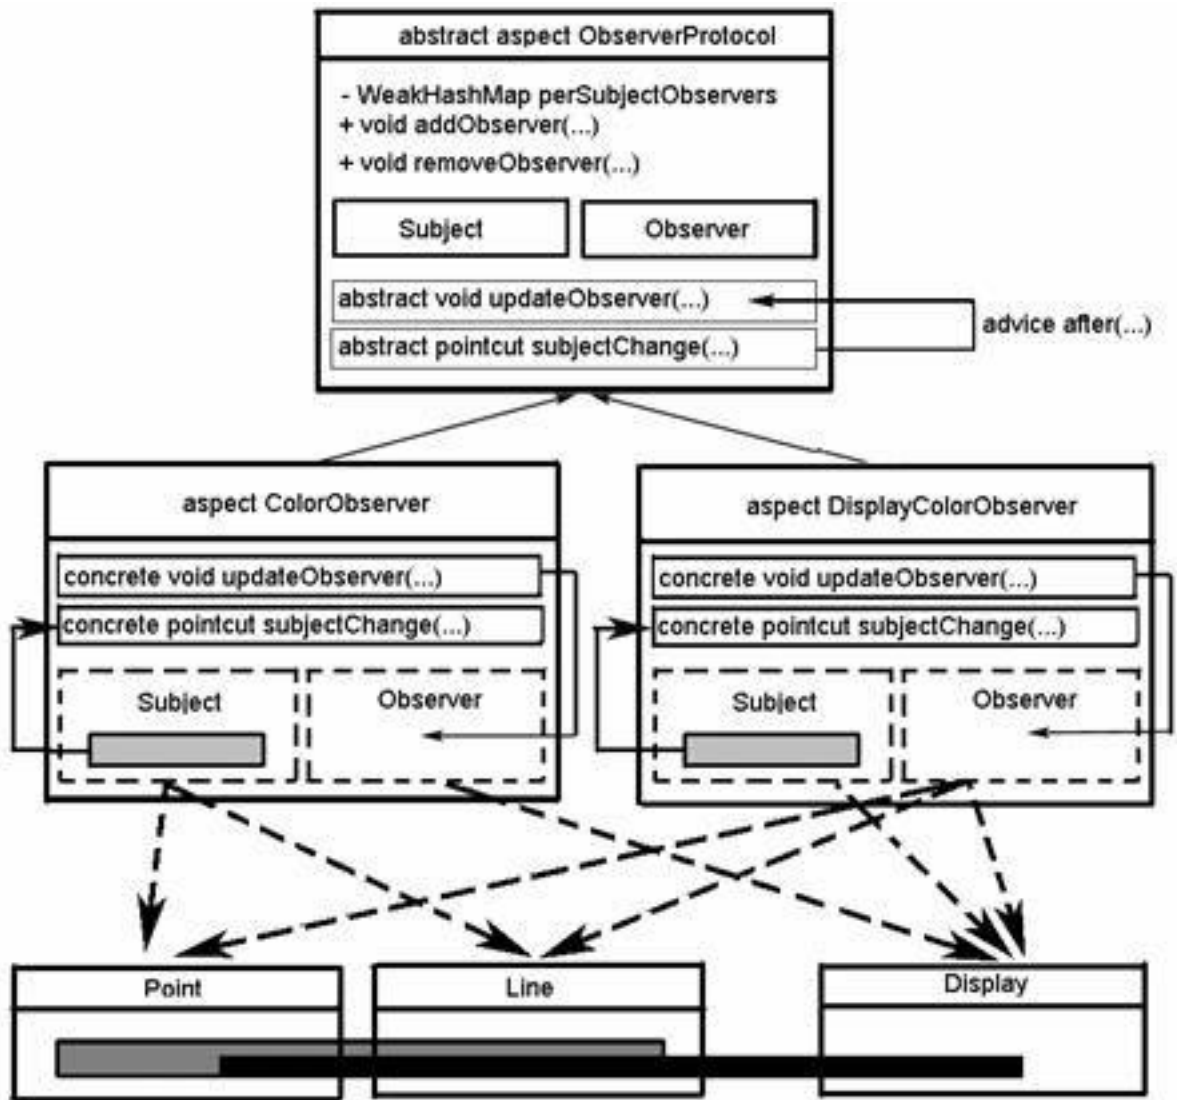 abstract aspect ObserverProtocol
- WeakHashMap perSubjectObservers
+ void addObserver(...)
+ void removeObserver(...)
Subject
Observer
abstract void updateObserver(...)
abstract pointcut subjectChange(...)
advice after(...)
aspect ColorObserver
concrete void updateObserver(...)
concrete pointcut subjectChange(...)
Subject
Observer
aspect DisplayColorObserver
concrete void updateObserver(...)
concrete pointcut subjectChange(...)
Subject
Observer
Point
Line
Display